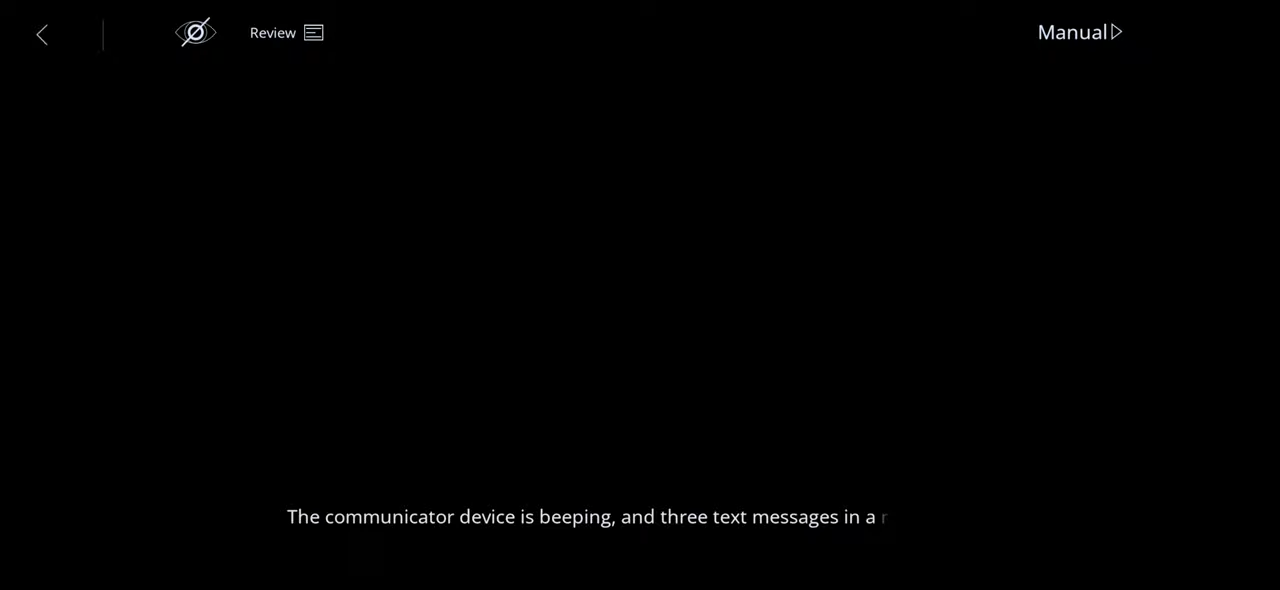 Review
Manual
The communicator device is beeping, and three text messages in a r